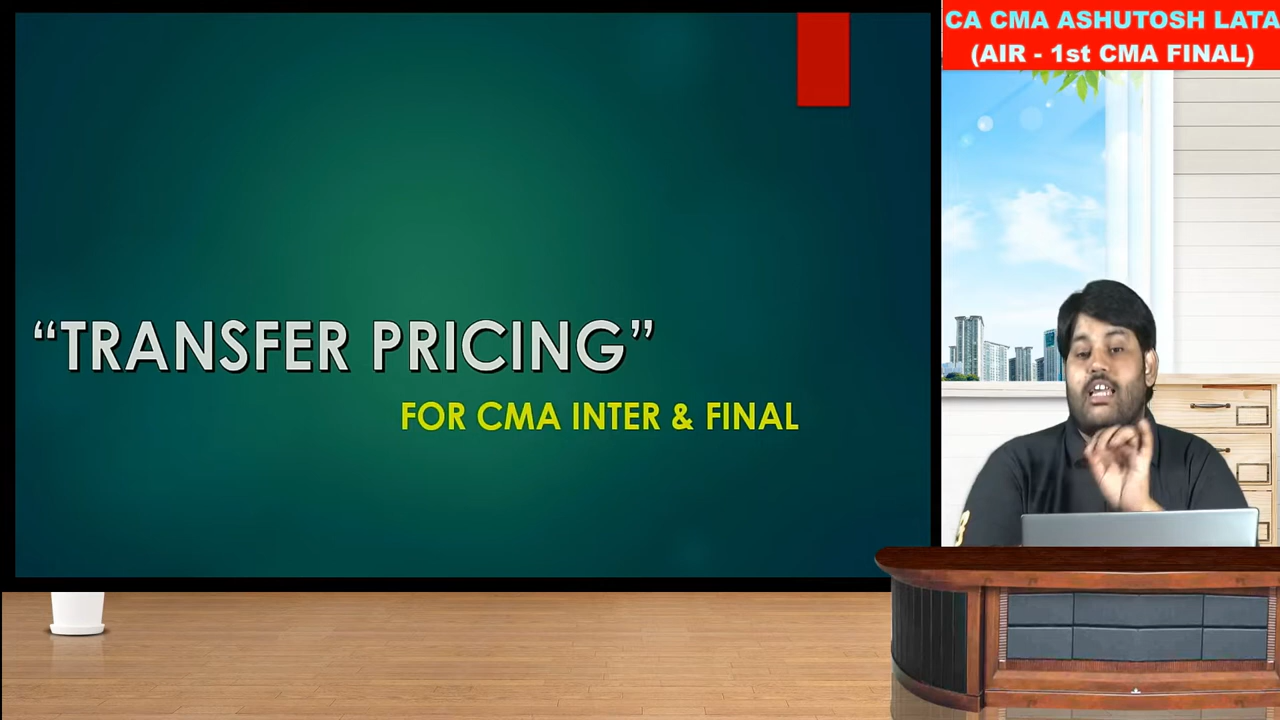 CA CMA ASHUTOSH LATA
(AIR - 1st CMA FINAL)
“TRANSFER PRICING”
FOR CMA INTER & FINAL